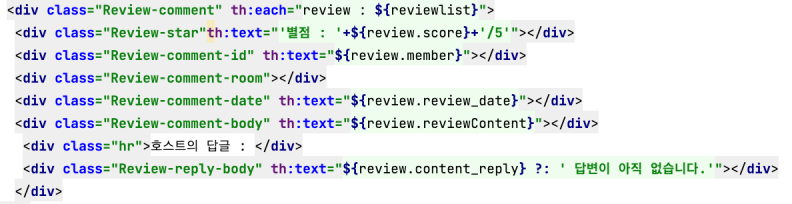 <div class="Review-comment" th:each="review : ${reviewlist}">
<div class="Review-star"th:text="'별점 : '+${review.score}+'/5'"></div>
<div class="Review-comment-id" th:text="${review.member}"></div>
<div class="Review-comment-room"></div>
<div class="Review-comment-date" th:text="${review.review_date}"></div>
<div class="Review-comment-body" th:text="${review.reviewContent}"></div>
<div class="hr">호스트의 답글 : </div>
<div class="Review-reply-body" th:text="${review.content_reply} ?: ' 답변이 아직 없습니다.'"></div>
</div>